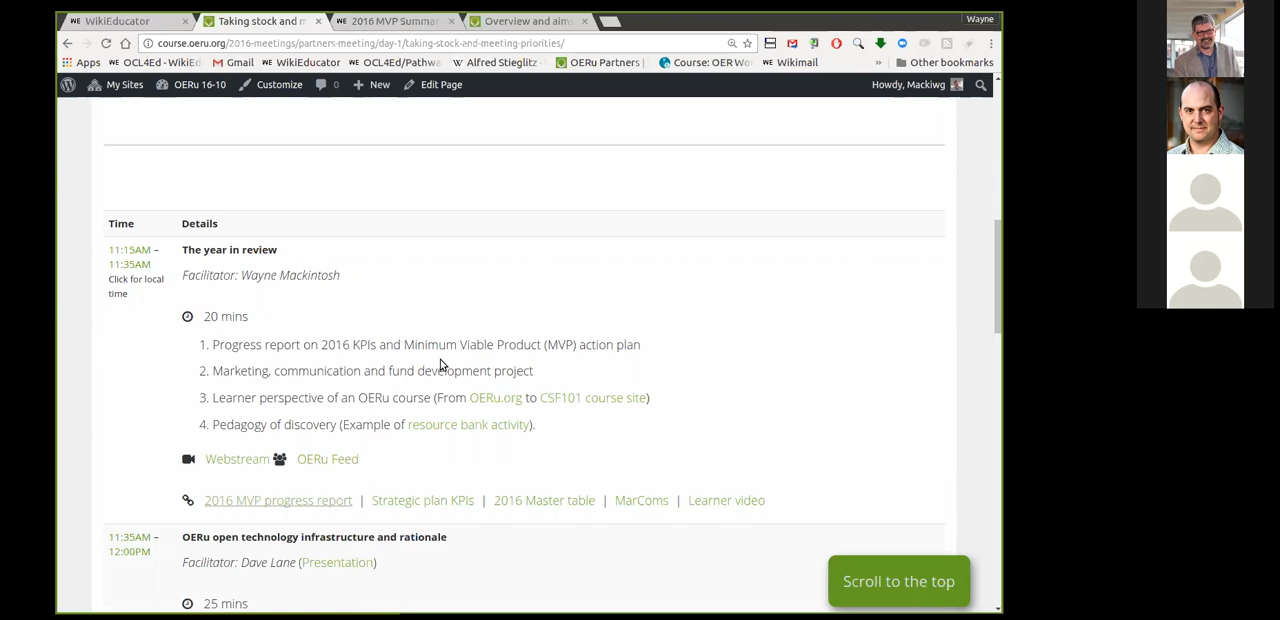 WikiEducator
Taking stock and m
2016 MVP Summar
Overview and aims
Wayne
course.oeru.org/2016-meetings/partners-meeting/day-1/taking-stock-and-meeting-priorities/
Apps
OCL4Ed - WikiEd
Gmail
WikiEducator
OCL4Ed/Pathwa
Alfred Stieglitz -
OERu Partners |
Course: OER Wo
Wikimail
»
Other bookmarks
My Sites
OERu 16-10
Customize
0
New
Edit Page
Howdy, Mackiwg
Time
Details
11:15AM –
11:35AM
Click for local
time
The year in review
Facilitator: Wayne Mackintosh
20 mins
1. Progress report on 2016 KPIs and Minimum Viable Product (MVP) action plan
2. Marketing, communication and fund development project
3. Learner perspective of an OERu course (From OERu.org to CSF101 course site)
4. Pedagogy of discovery (Example of resource bank activity).
Webstream
OERu Feed
2016 MVP progress report | Strategic plan KPIs | 2016 Master table | MarComs | Learner video
11:35AM –
12:00PM
OERu open technology infrastructure and rationale
Facilitator: Dave Lane (Presentation)
25 mins
Scroll to the top